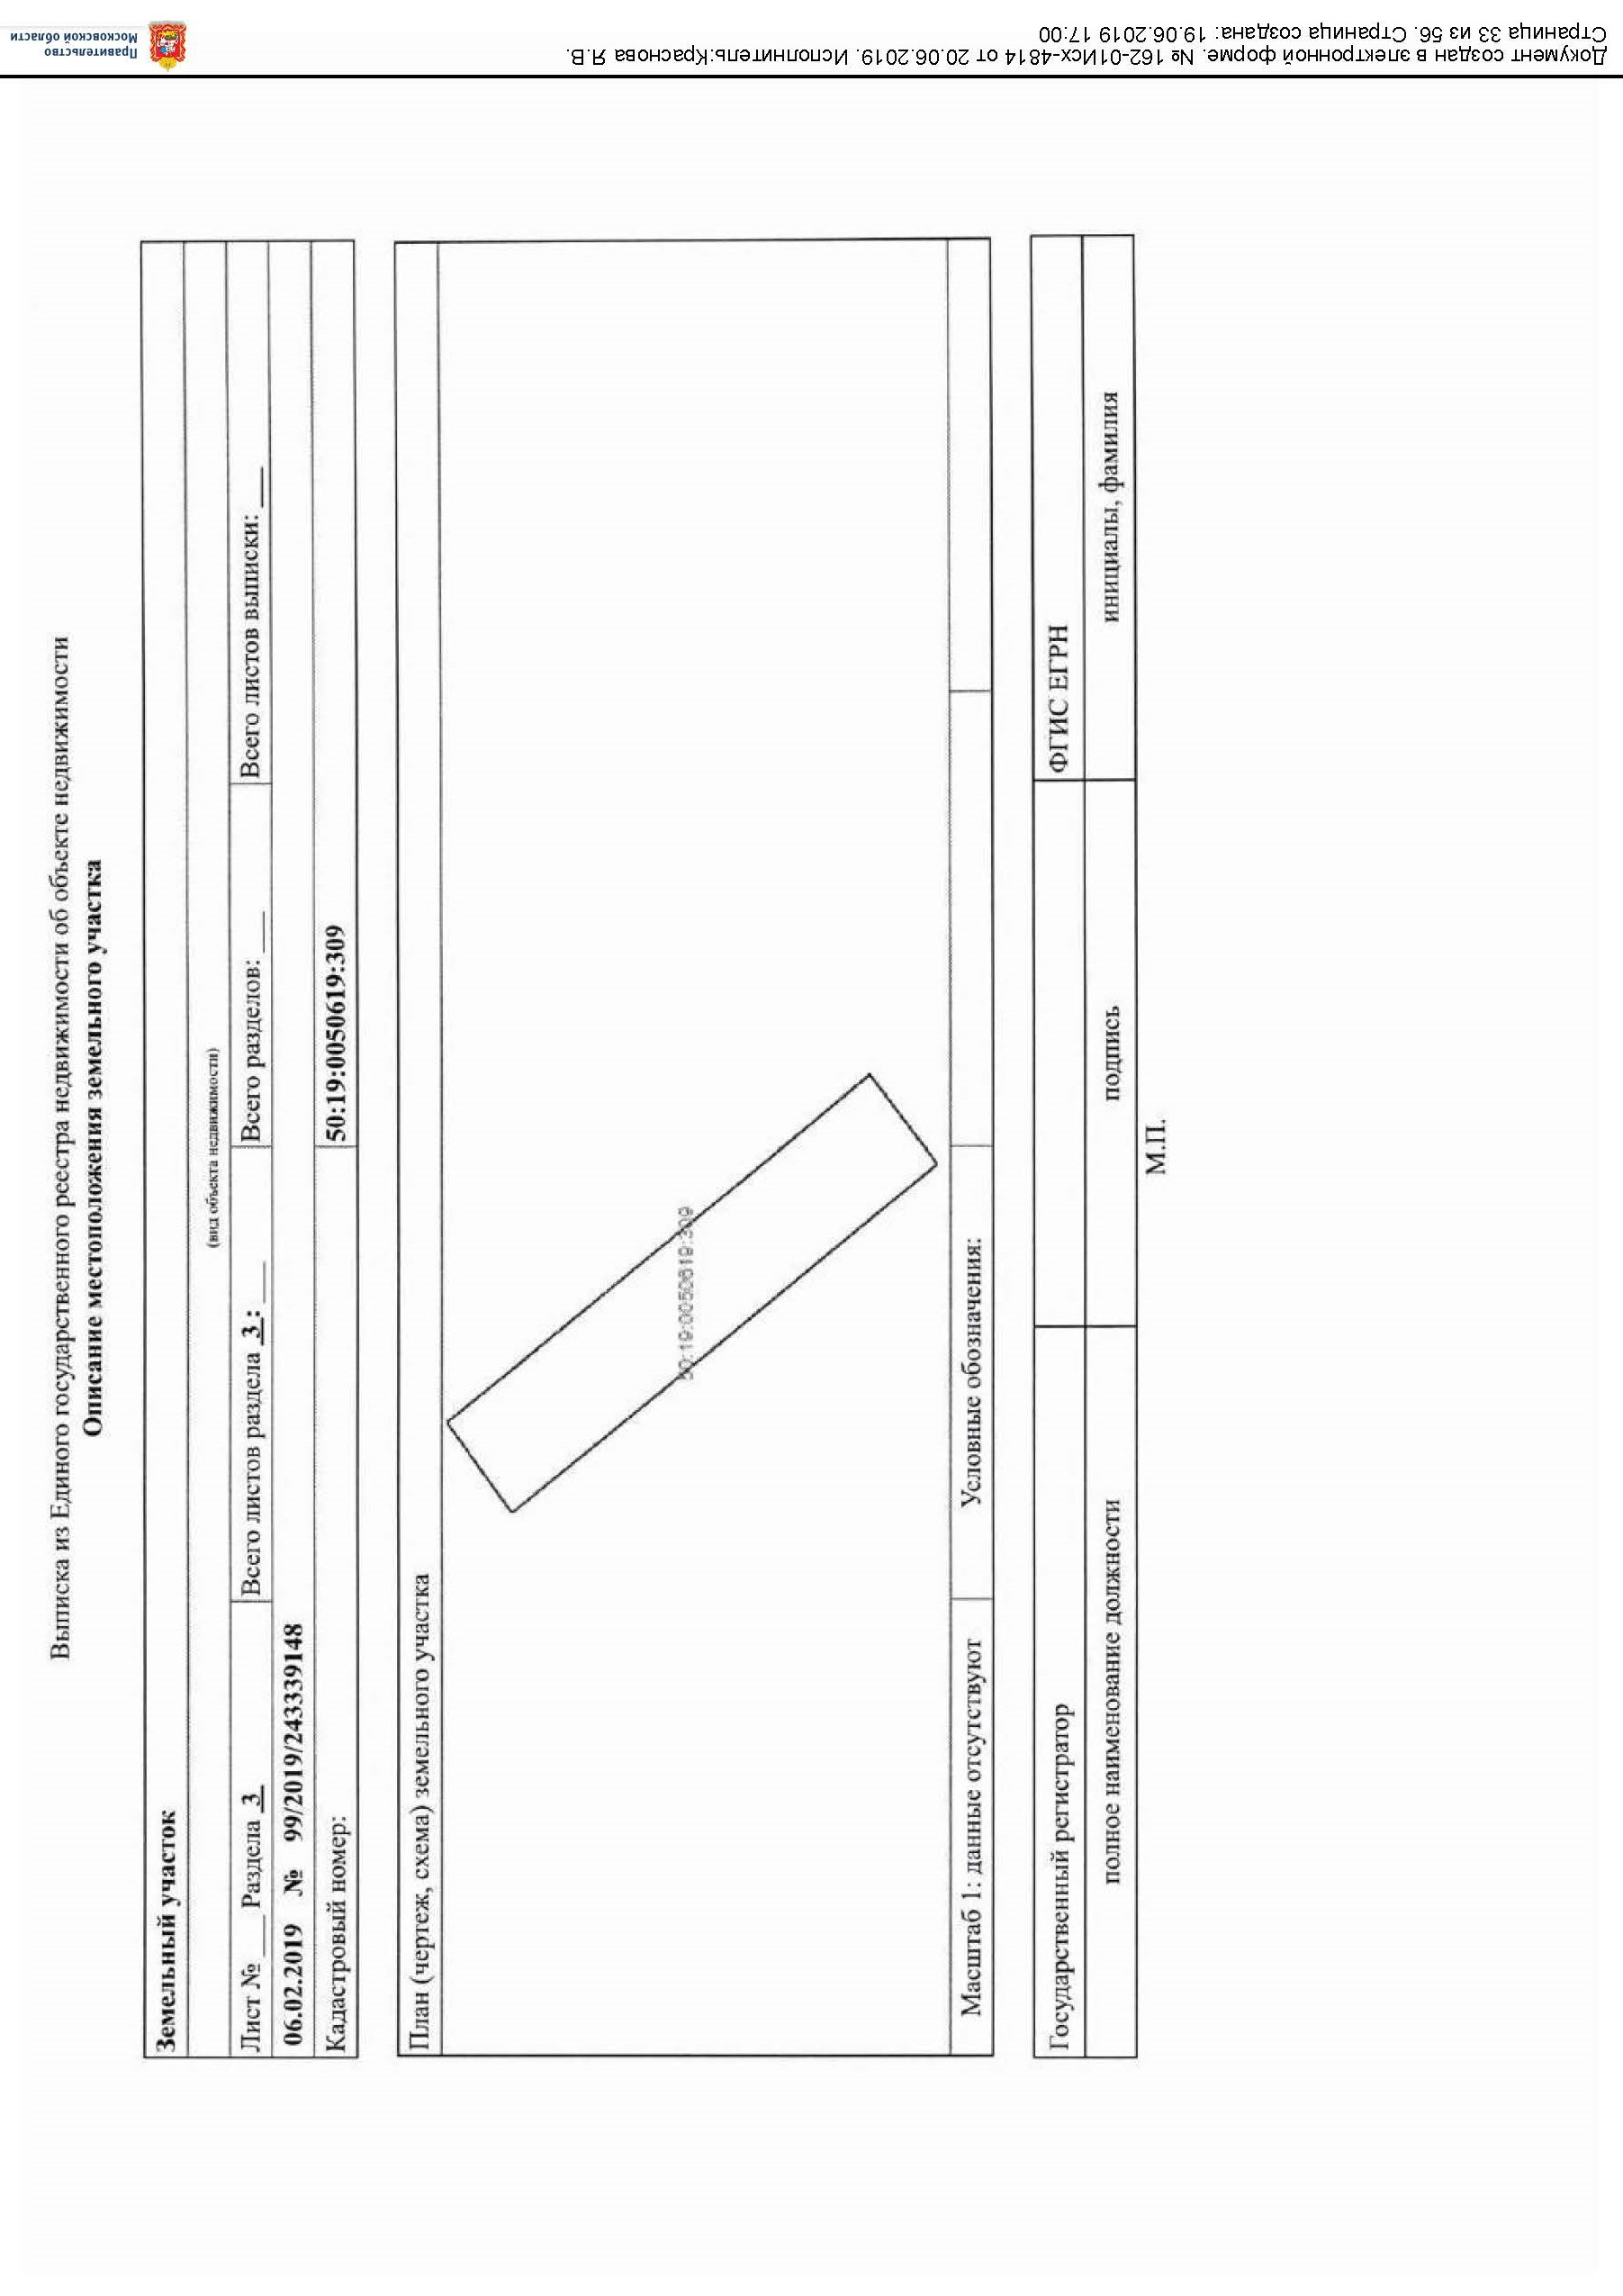 Выписка из Единого государственного реестра недвижимости об объекте недвижимости
Описание местоположения земельного участка
Земельный участок
(вид объекта недвижимости)
Лист № ___ Раздела 3 Всего листов раздела 3 : ___ Всего разделов: ___ Всего листов выписки: ___
06.02.2019 № 99/2019/243339148
Кадастровый номер: 50:19:0050619:309
План (чертеж, схема) земельного участка
50:19:0050619:309
Масштаб 1: данные отсутствуют Условные обозначения:
Государственный регистратор ФГИС ЕГРН
полное наименование должности подпись инициалы, фамилия
М.П.
Документ создан в электронной форме. № 162-01Исх-4814 от 20.06.2019. Исполнитель:Краснова Я.В.
Страница 33 из 56. Страница создана: 19.06.2019 17:00
Правительство
Московской области